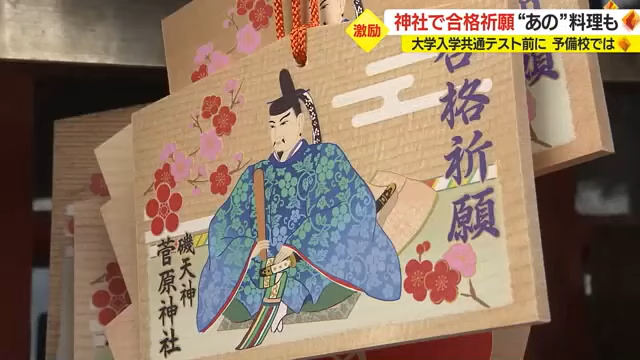 激励
神社で合格祈願 “あの”料理も
大学入学共通テスト前に 予備校では
合格祈願
磯天神
菅原神社
願